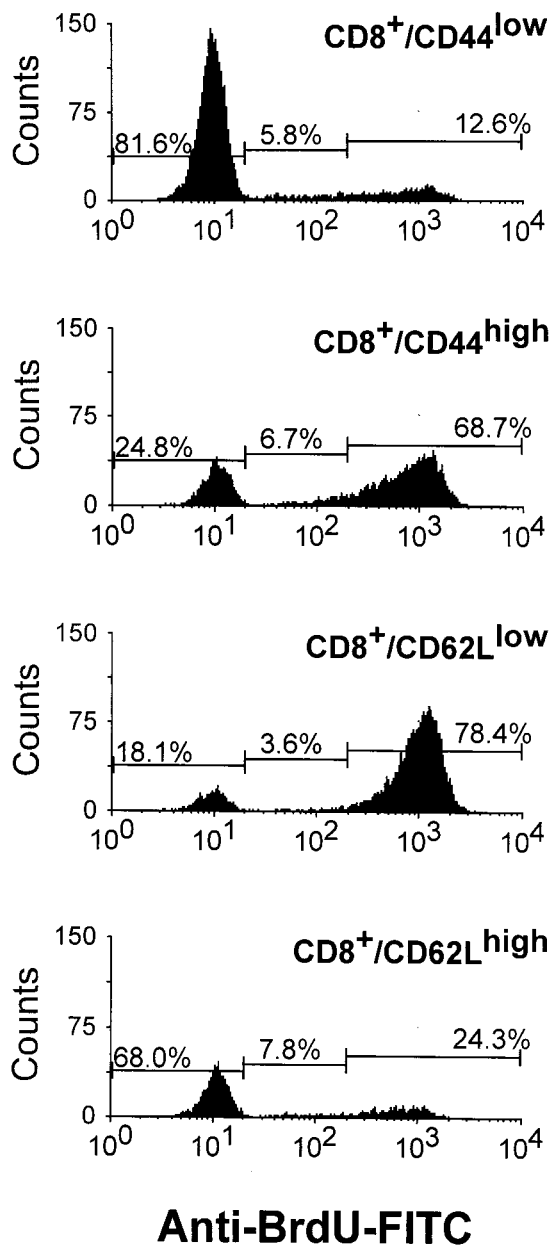 CD8+/CD44low
150
Counts
75
0
81.6% 5.8% 12.6%
10^0 10^1 10^2 10^3 10^4
CD8+/CD44high
150
Counts
75
0
24.8% 6.7% 68.7%
10^0 10^1 10^2 10^3 10^4
CD8+/CD62Llow
150
Counts
75
0
18.1% 3.6% 78.4%
10^0 10^1 10^2 10^3 10^4
CD8+/CD62Lhigh
150
Counts
75
0
68.0% 7.8% 24.3%
10^0 10^1 10^2 10^3 10^4
Anti-BrdU-FITC